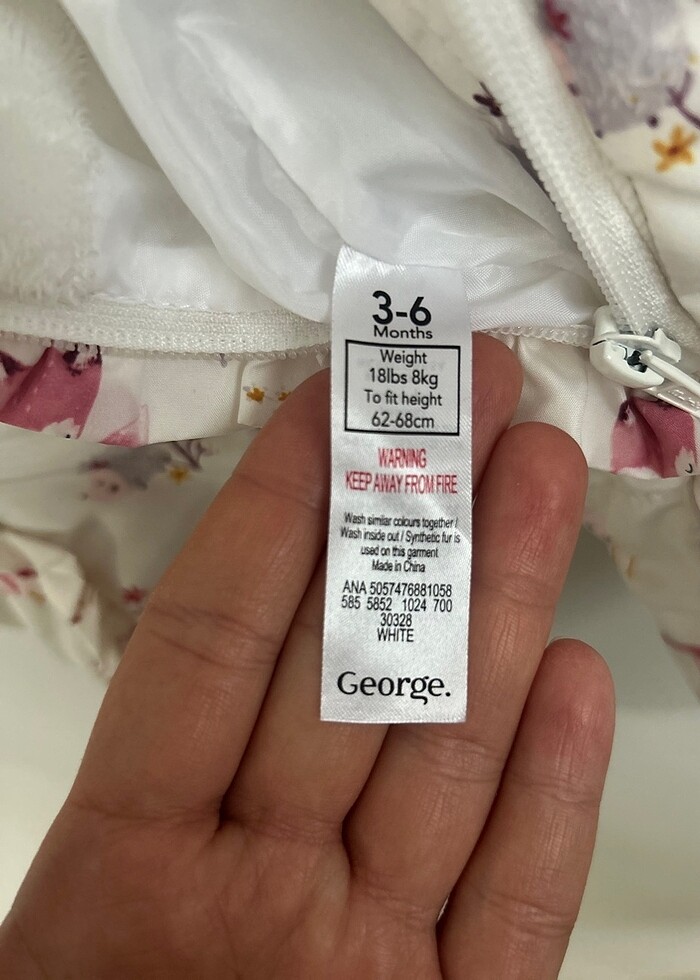 3-6
Months
Weight
18lbs 8kg
To fit height
62-68cm
WARNING
KEEP AWAY FROM FIRE
Wash similar colours together /
Wash inside out / Synthetic fur is
used on this garment
Made in China
ANA 5057476881058
585 5852 1024 700
30328
WHITE
George.